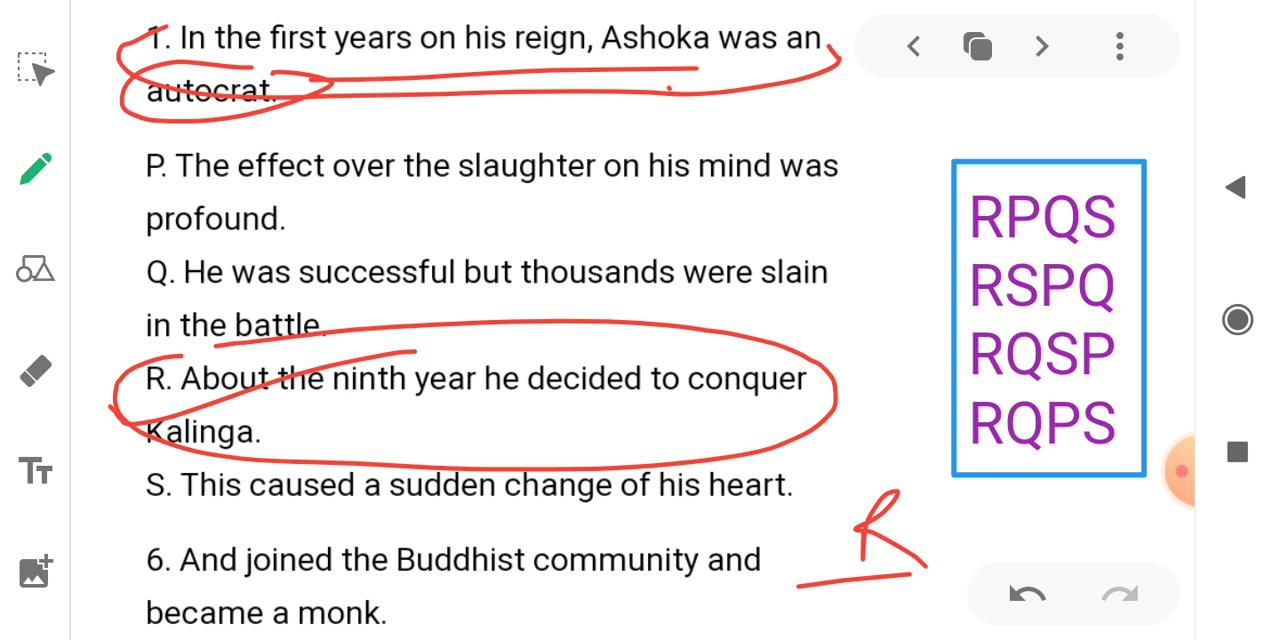 1. In the first years on his reign, Ashoka was an
autocrat.
P. The effect over the slaughter on his mind was
profound.
Q. He was successful but thousands were slain
in the battle.
R. About the ninth year he decided to conquer
Kalinga.
S. This caused a sudden change of his heart.
6. And joined the Buddhist community and
became a monk.
R
RPQS
RSPQ
RQSP
RQPS
TT